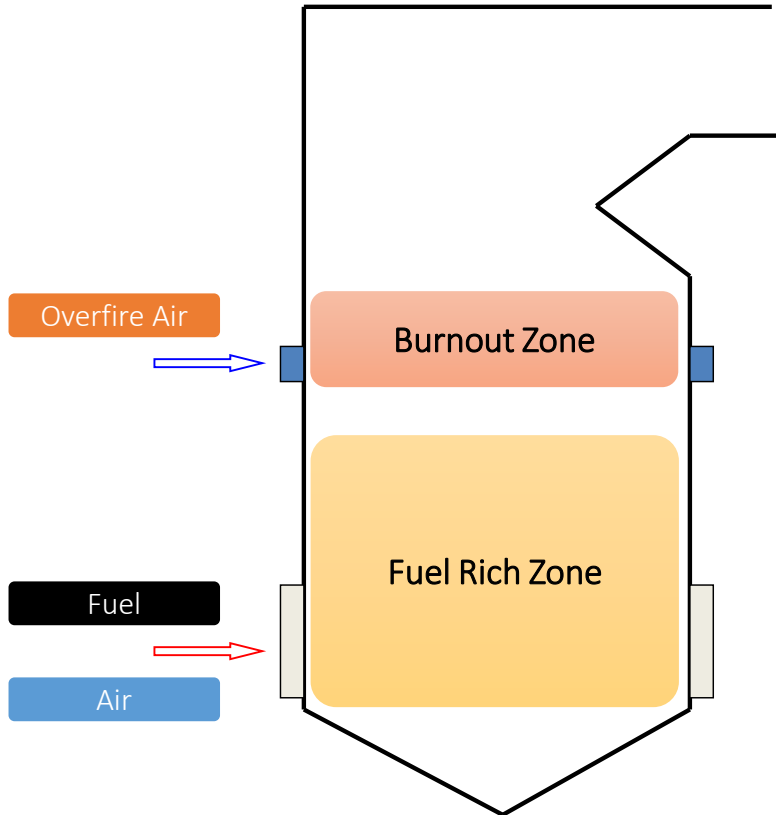 Overfire Air
Burnout Zone
Fuel Rich Zone
Fuel
Air